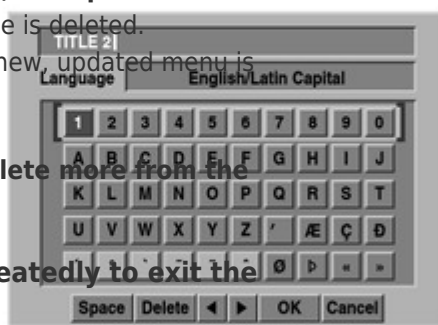 e is deleted.
TITLE 2
new, updated menu is
Language English/Latin Capital
1 2 3 4 5 6 7 8 9 0
A B C D E F G H I J
lete more from the
K L M N O P Q R S T
U V W X Y Z ' Æ Ç Ð
Ø Þ « »
eatedly to exit the
Space Delete ◀ ▶ OK Cancel